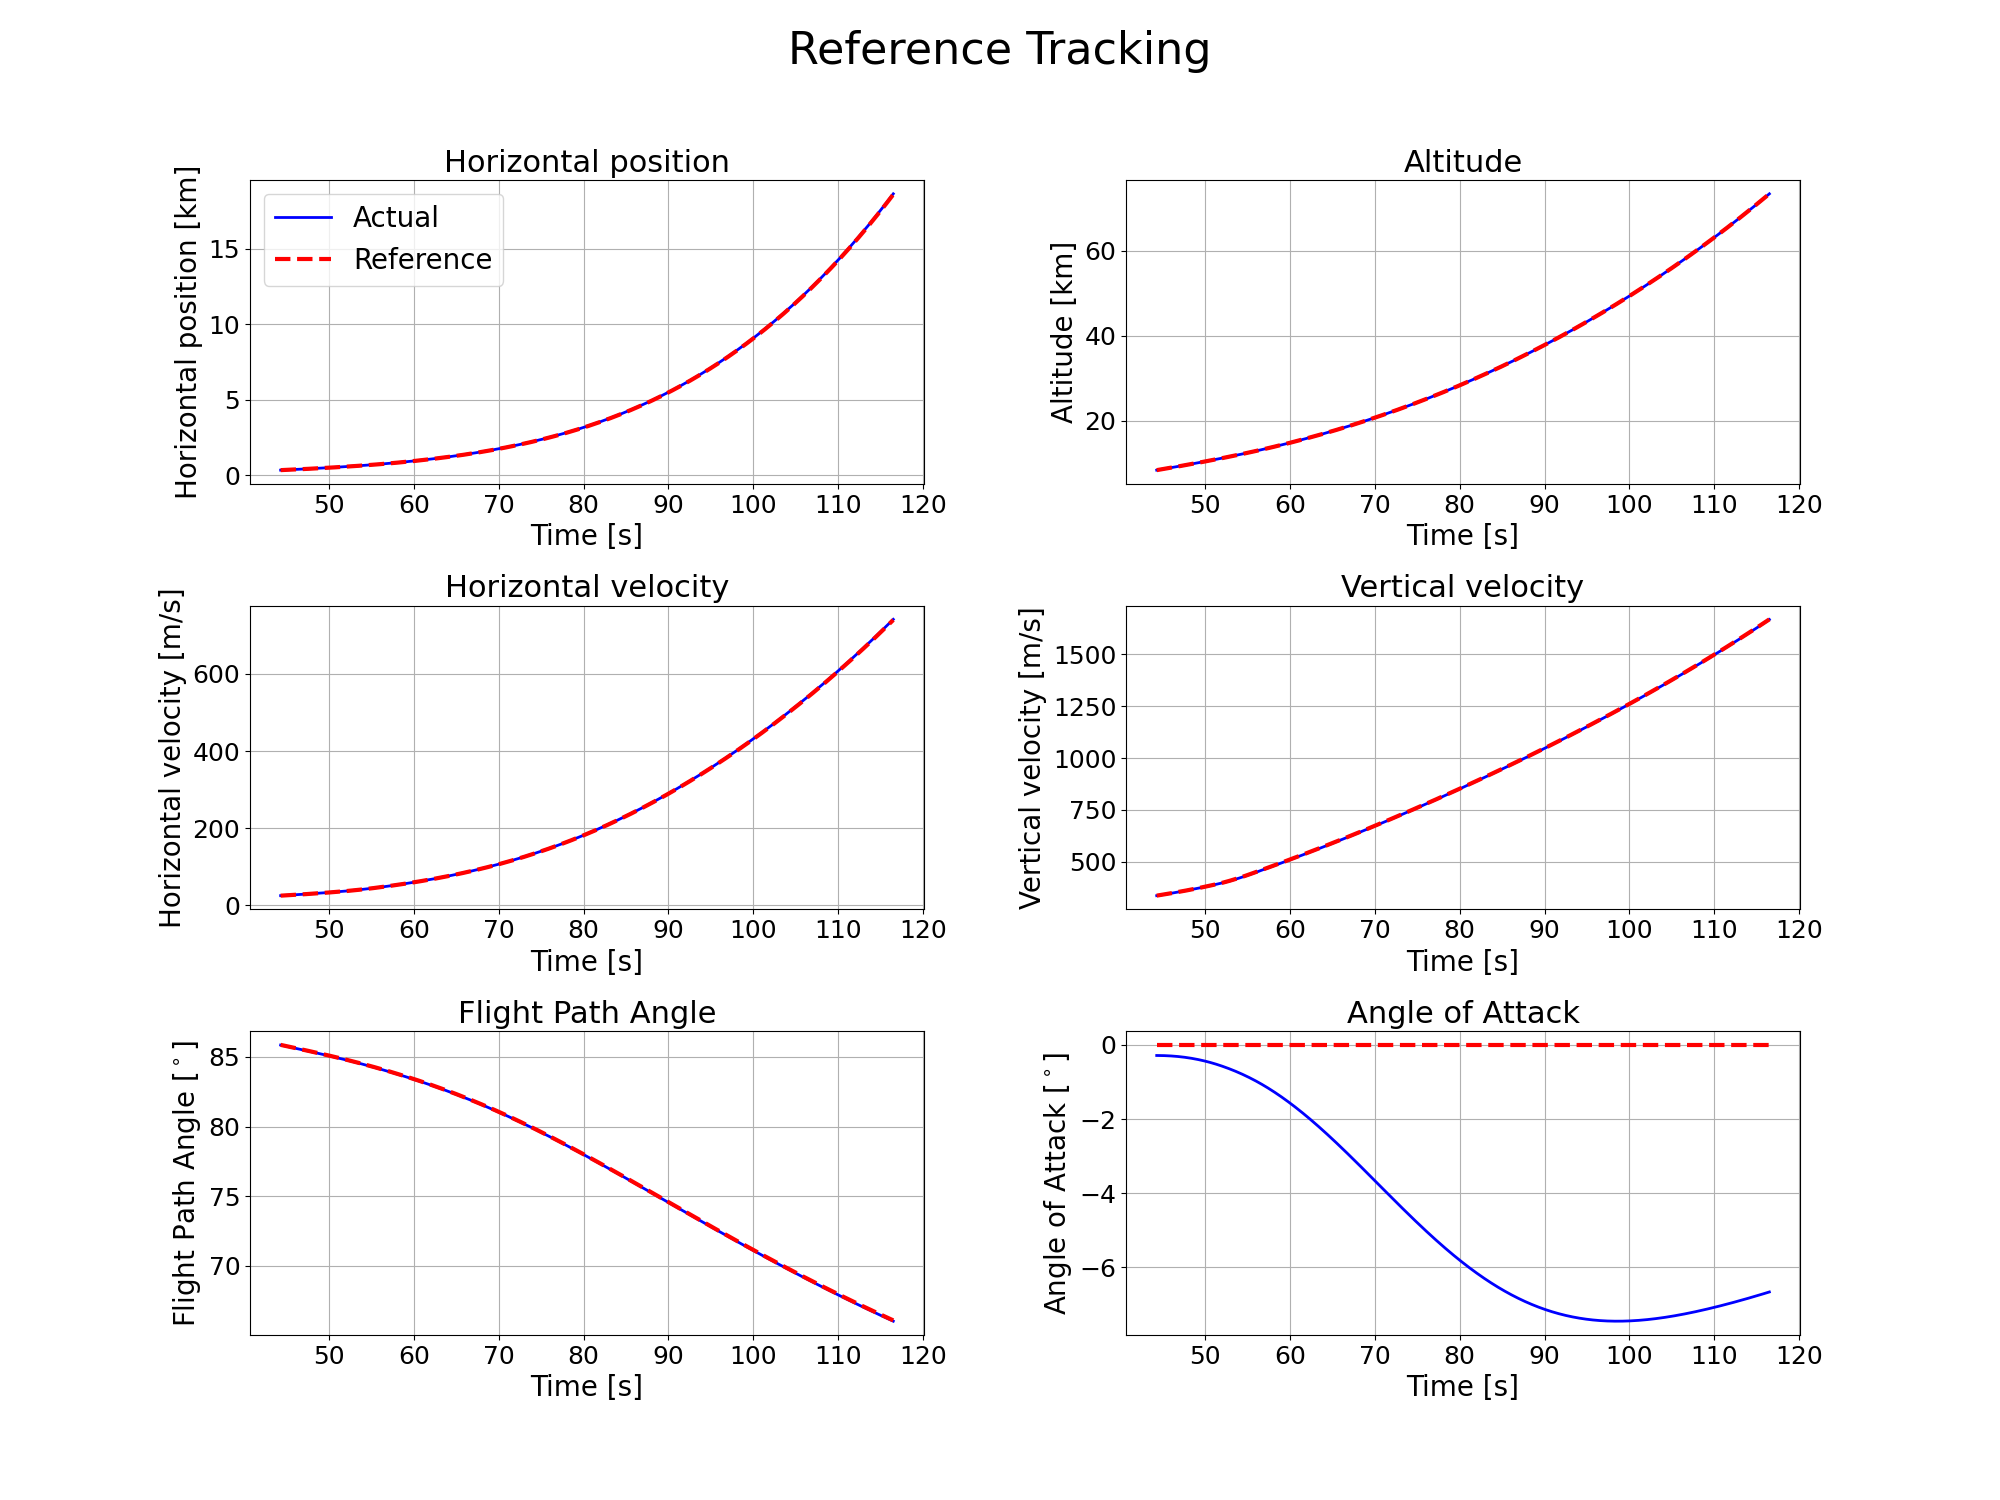 Reference Tracking
Horizontal position
Horizontal position [km]
15
10
5
0
Actual
Reference
50 60 70 80 90 100 110 120
Time [s]
Altitude
Altitude [km]
60
40
20
50 60 70 80 90 100 110 120
Time [s]
Horizontal velocity
Horizontal velocity [m/s]
600
400
200
0
50 60 70 80 90 100 110 120
Time [s]
Vertical velocity
Vertical velocity [m/s]
1500
1250
1000
750
500
50 60 70 80 90 100 110 120
Time [s]
Flight Path Angle
Flight Path Angle [°]
85
80
75
70
50 60 70 80 90 100 110 120
Time [s]
Angle of Attack
Angle of Attack [°]
0
−2
−4
−6
50 60 70 80 90 100 110 120
Time [s]